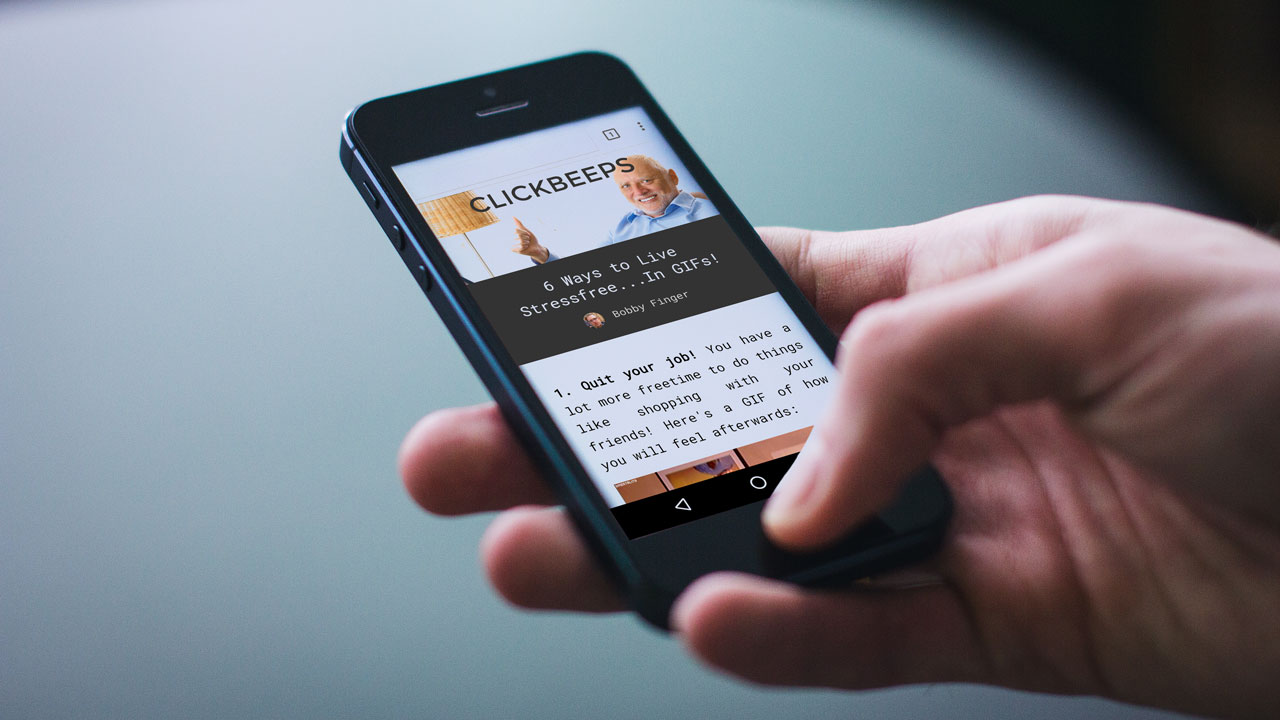 1
CLICKBEEPS
6 Ways to Live
Stressfree...In GIFs!
Bobby Finger
1. Quit your job! You have a
lot more freetime to do things
like shopping with your
friends! Here's a GIF of how
you will feel afterwards: